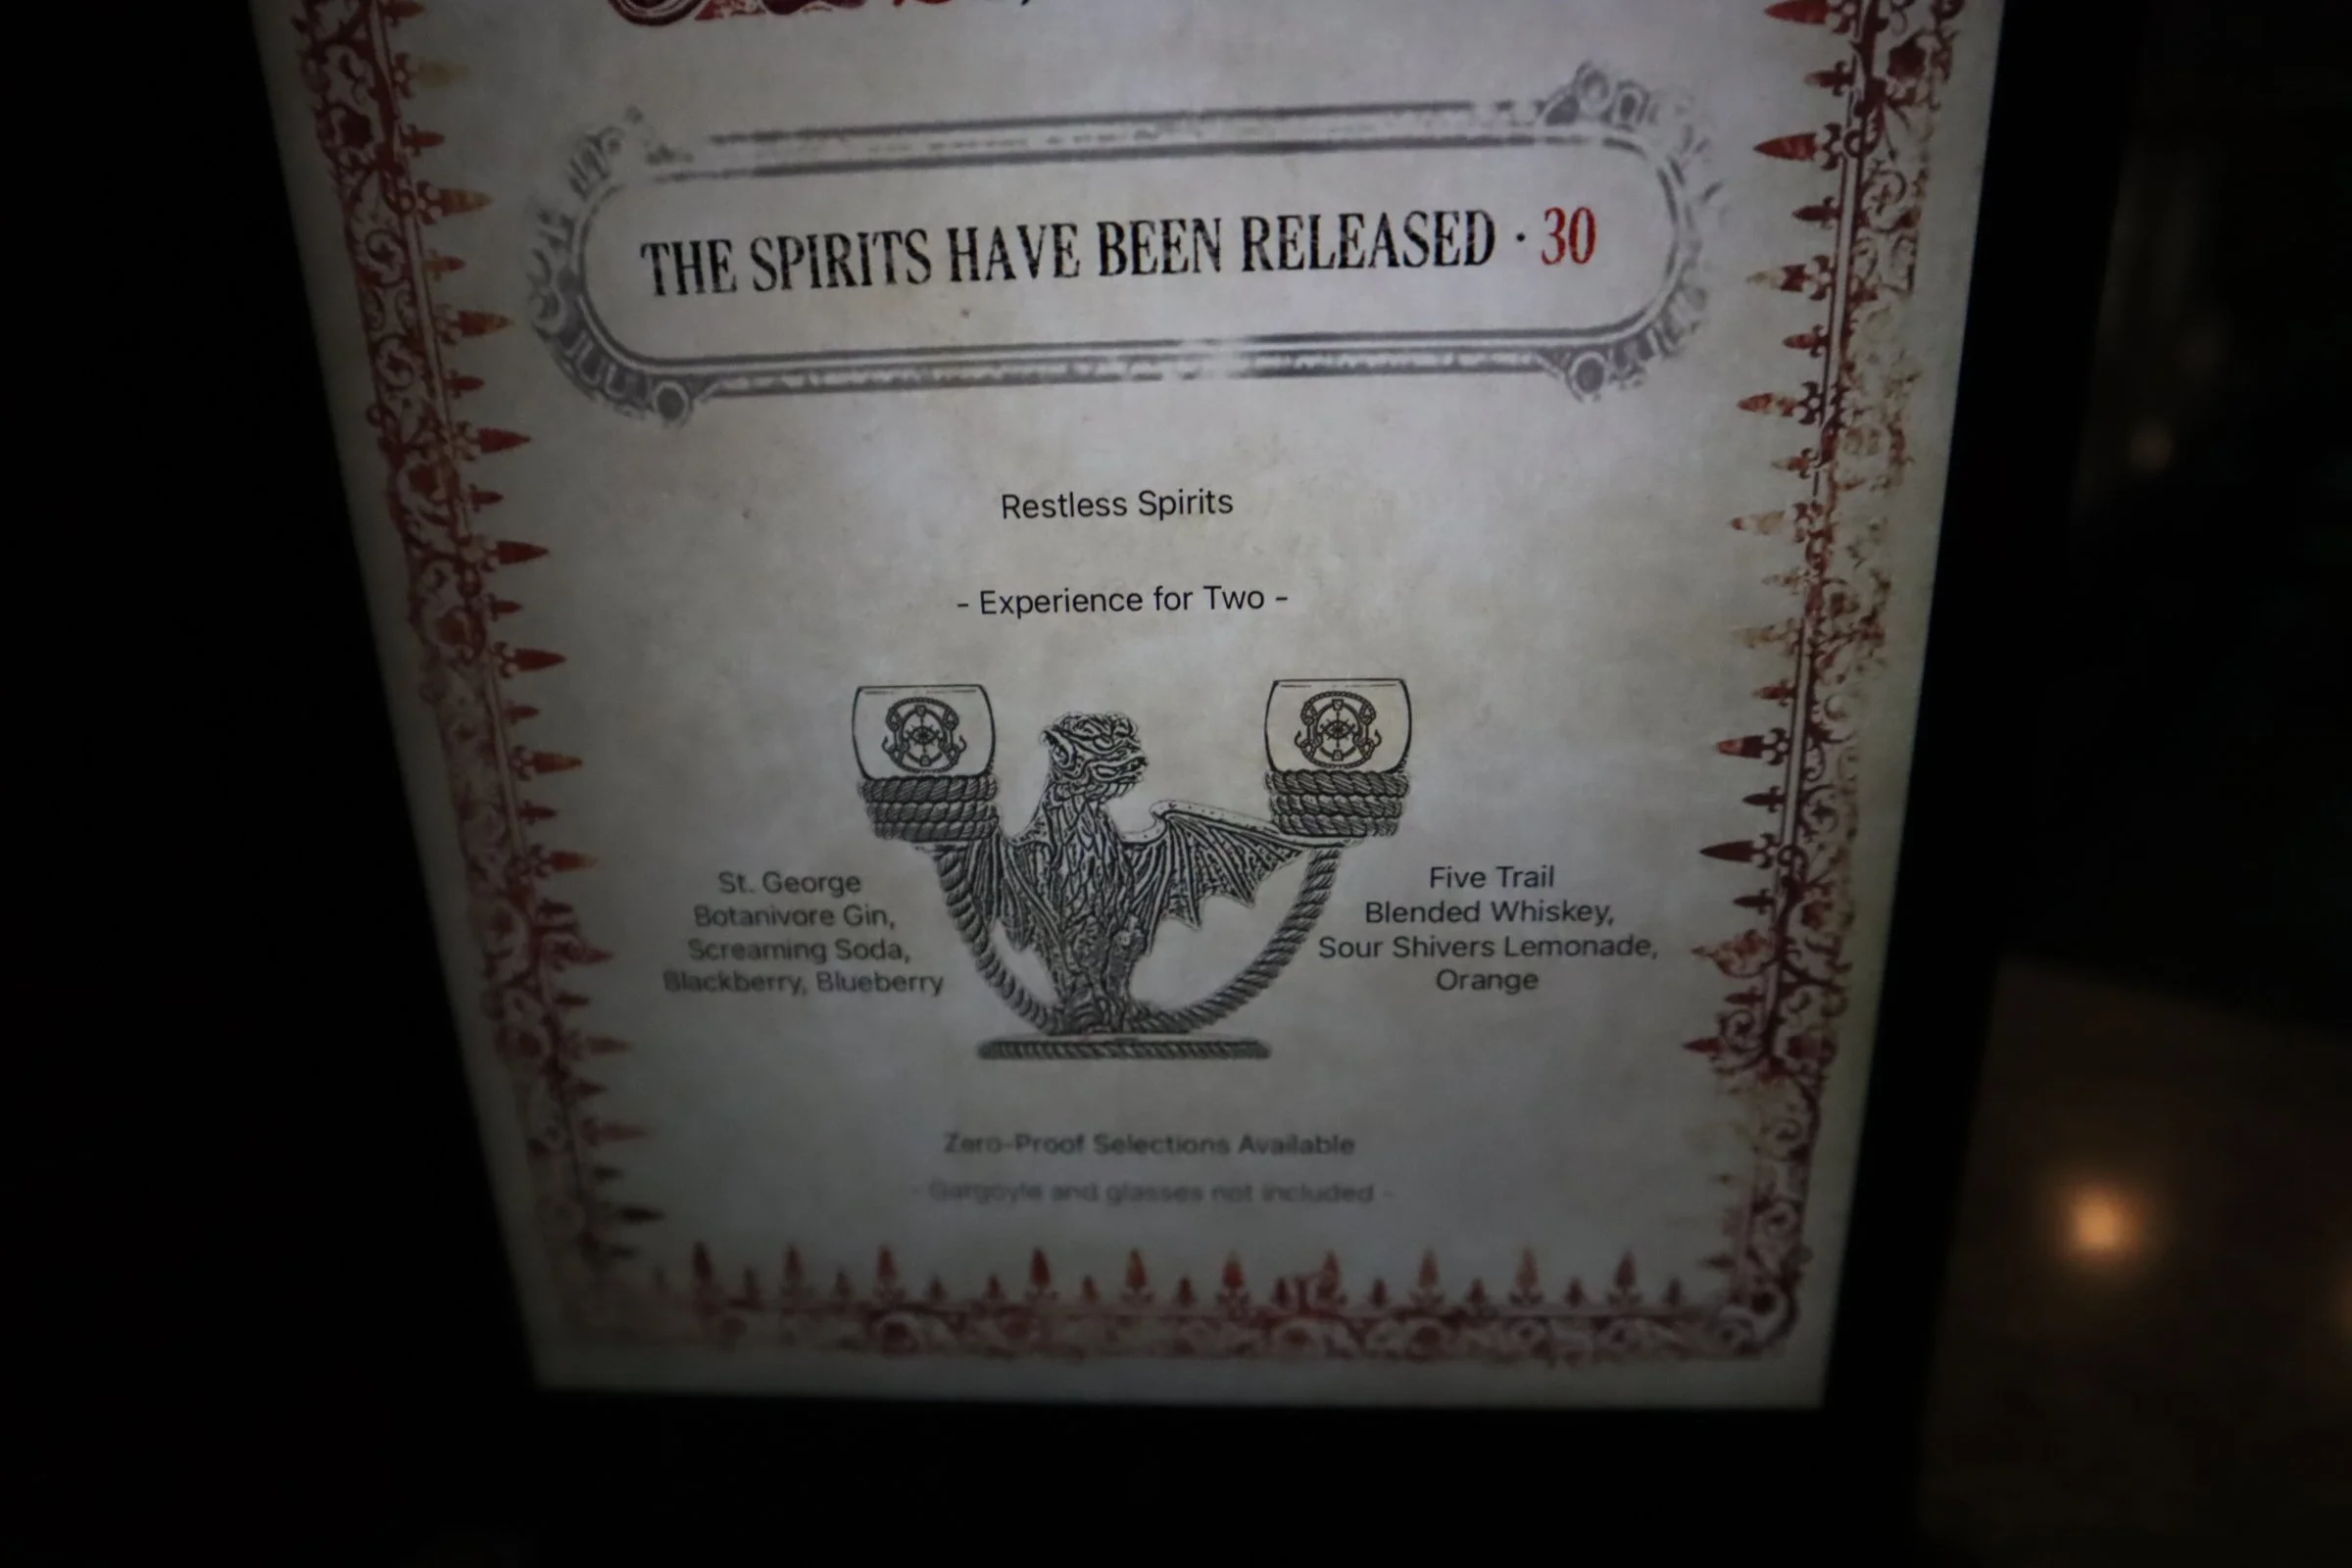 THE SPIRITS HAVE BEEN RELEASED · 30
Restless Spirits
- Experience for Two -
St. George
Botanivore Gin,
Screaming Soda,
Blackberry, Blueberry
Five Trail
Blended Whiskey,
Sour Shivers Lemonade,
Orange
Zero-Proof Selections Available
- Gargoyle and glasses not included -